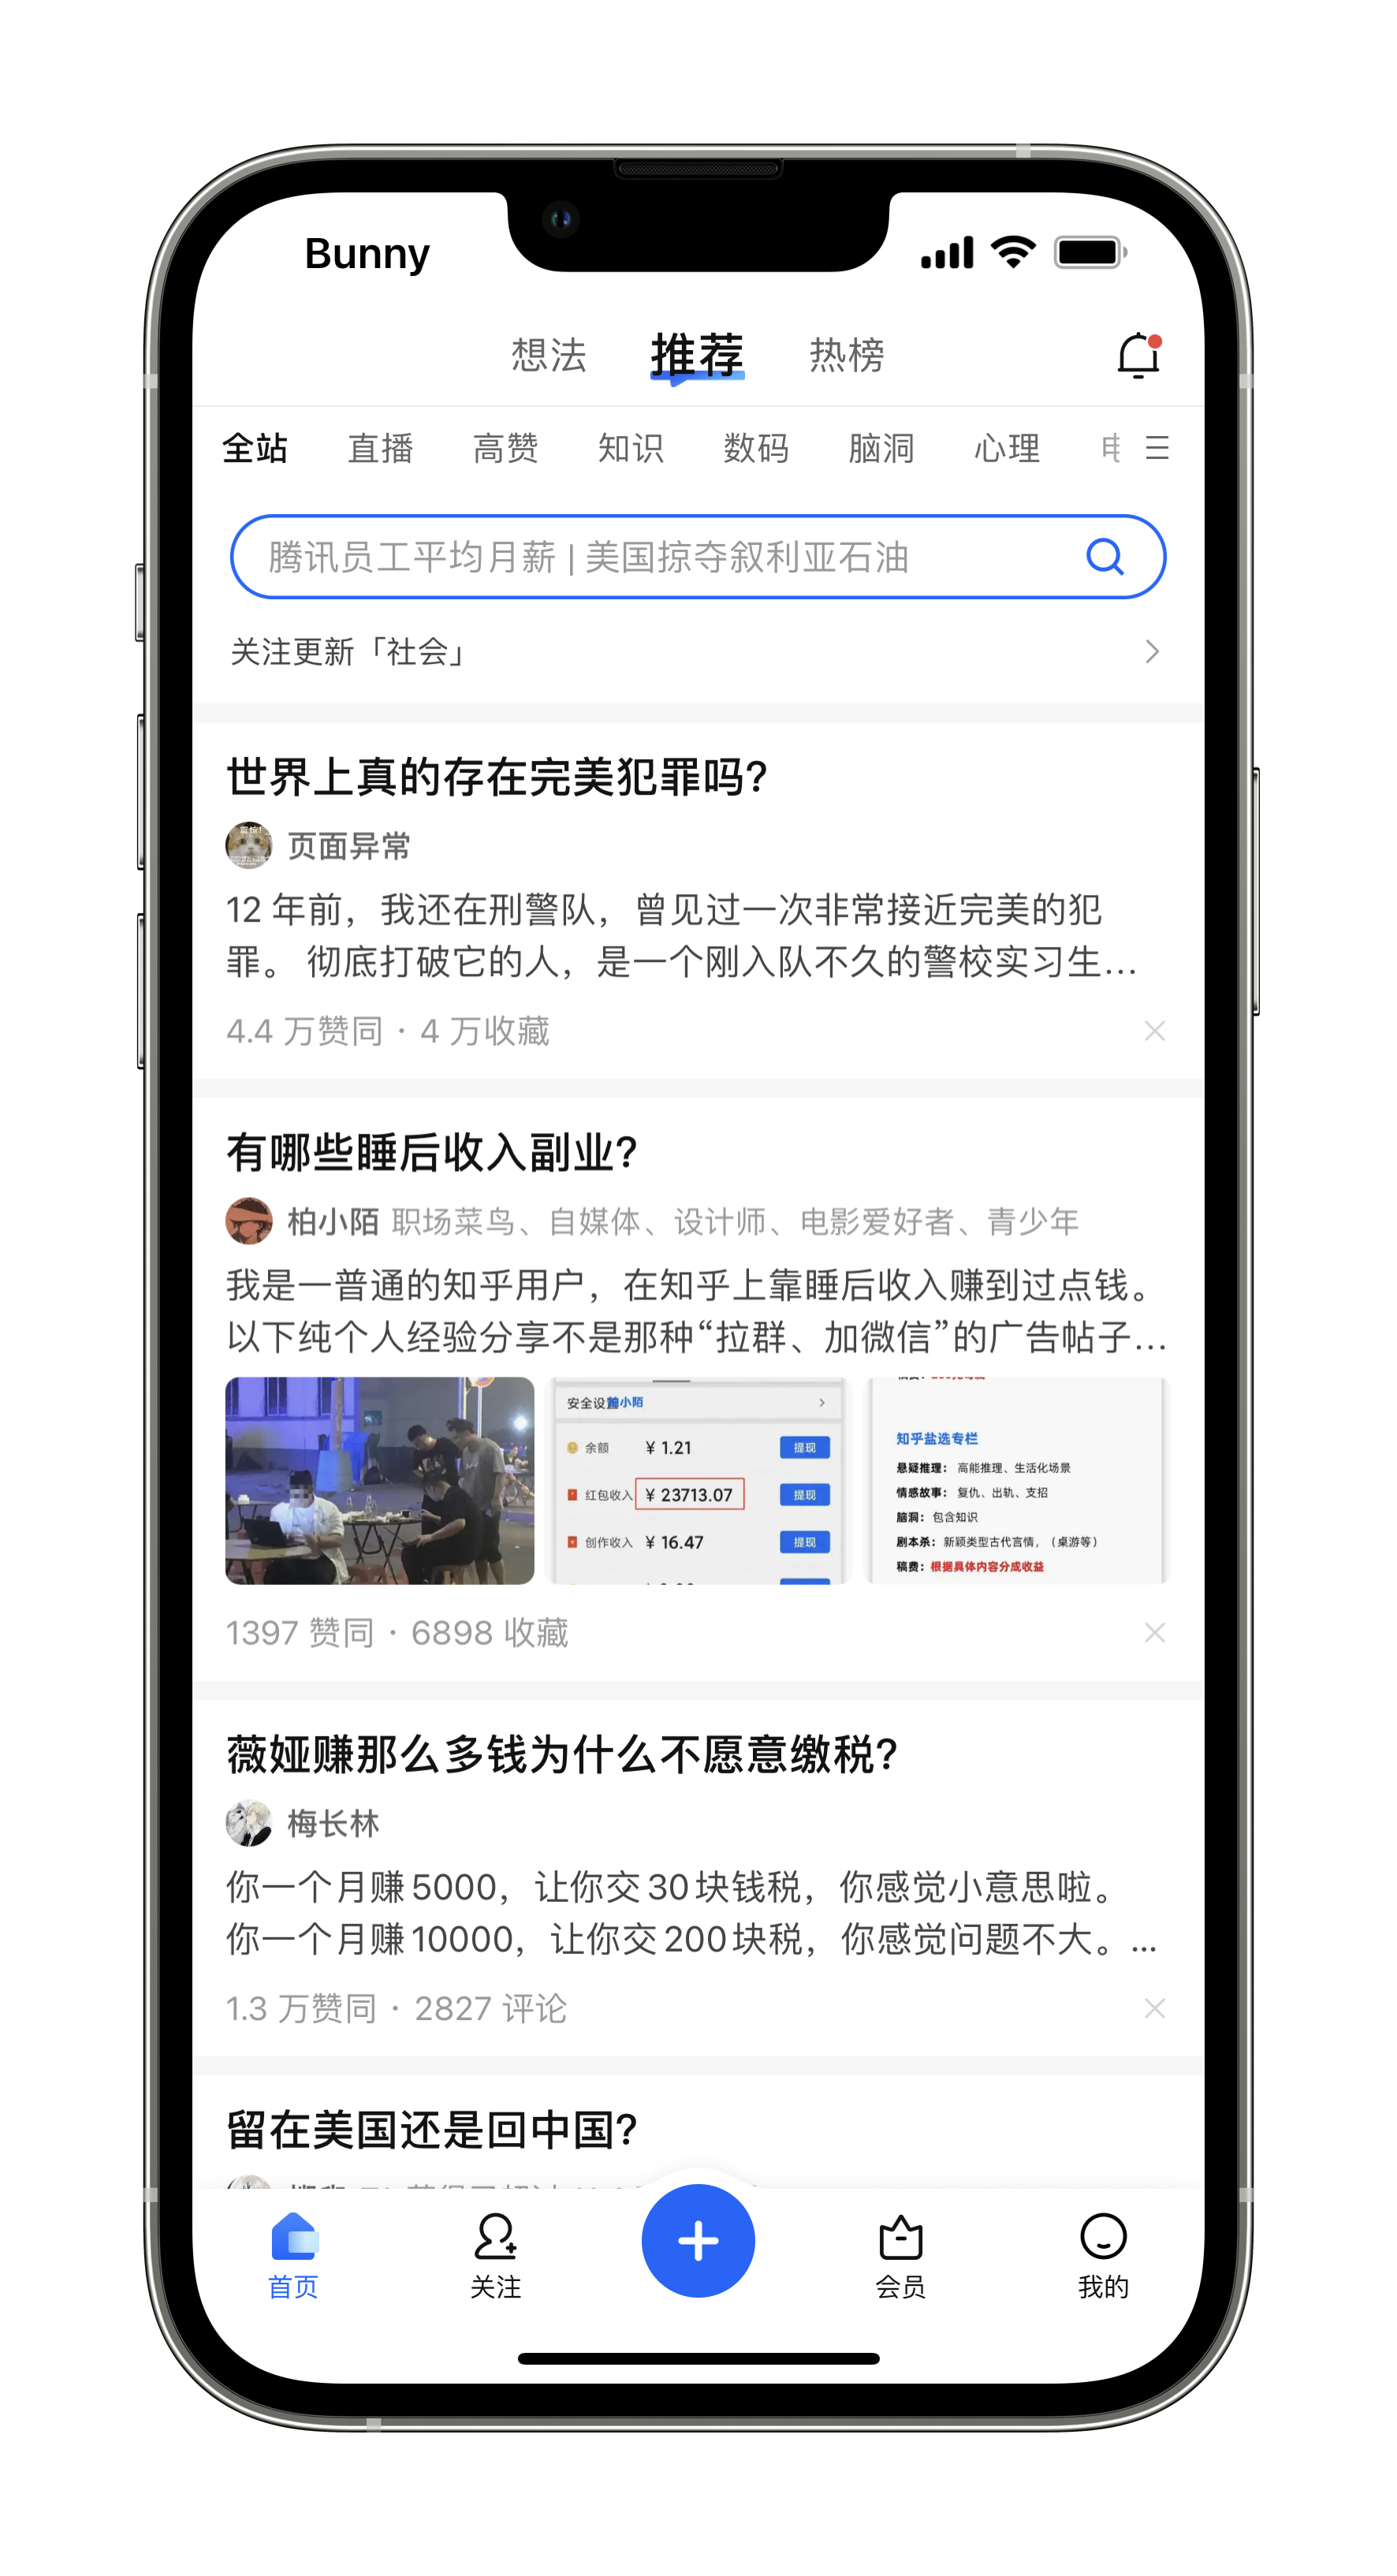 Bunny
想法 推荐 热榜
全站 直播 高赞 知识 数码 脑洞 心理
腾讯员工平均月薪 | 美国掠夺叙利亚石油
关注更新「社会」
世界上真的存在完美犯罪吗?
页面异常
12 年前，我还在刑警队，曾见过一次非常接近完美的犯
罪。 彻底打破它的人，是一个刚入队不久的警校实习生...
4.4 万赞同 · 4 万收藏
有哪些睡后收入副业?
柏小陌 职场菜鸟、自媒体、设计师、电影爱好者、青少年
我是一普通的知乎用户，在知乎上靠睡后收入赚到过点钱。
以下纯个人经验分享不是那种“拉群、加微信”的广告帖子...
安全设置
柏小陌
余额 ¥ 1.21 提现
红包收入 ¥ 23713.07 提现
创作收入 ¥ 16.47 提现
知乎盐选专栏
悬疑推理： 高能推理、生活化场景
情感故事： 复仇、出轨、支招
脑洞： 包含知识
剧本杀： 新颖类型古代言情，（桌游等）
稿费：根据具体内容分成收益
1397 赞同 · 6898 收藏
薇娅赚那么多钱为什么不愿意缴税?
梅长林
你一个月赚5000，让你交30块钱税，你感觉小意思啦。
你一个月赚10000，让你交200块税，你感觉问题不大。...
1.3 万赞同 · 2827 评论
留在美国还是回中国?
首页 关注 会员 我的